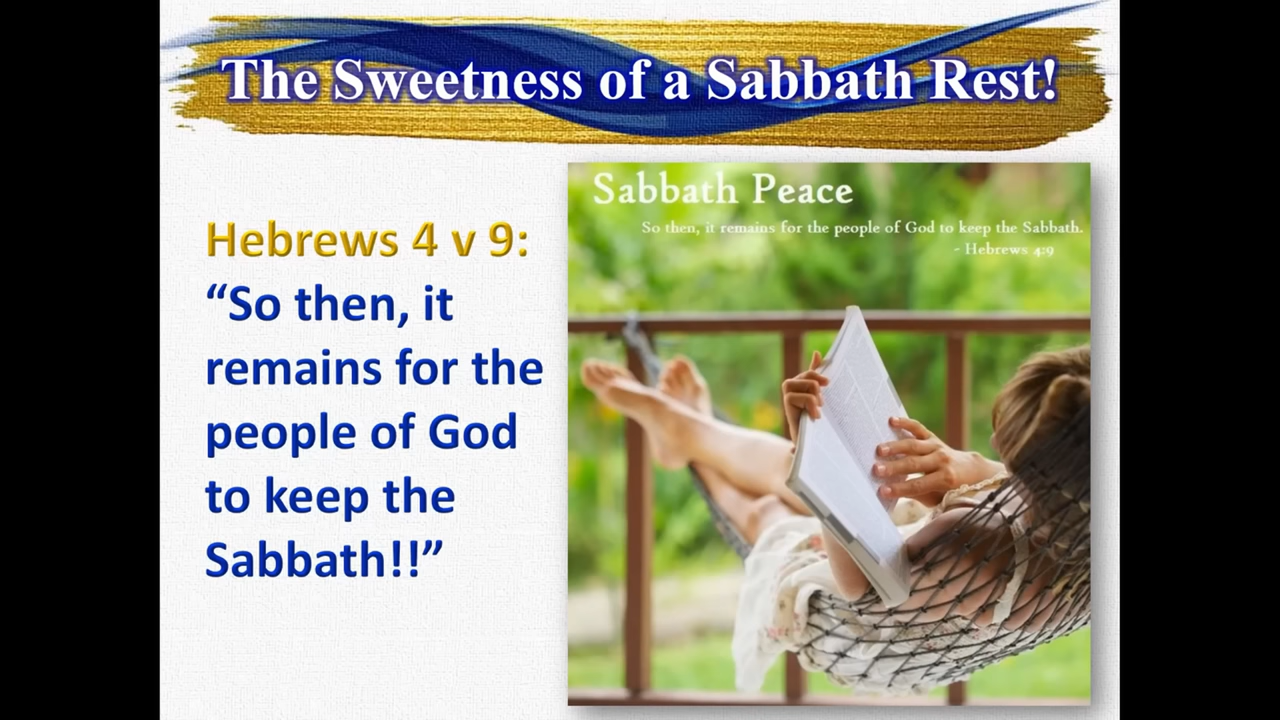 The Sweetness of a Sabbath Rest!
Hebrews 4 v 9:
“So then, it
remains for the
people of God
to keep the
Sabbath!!”
Sabbath Peace
So then, it remains for the people of God to keep the Sabbath.
- Hebrews 4:9